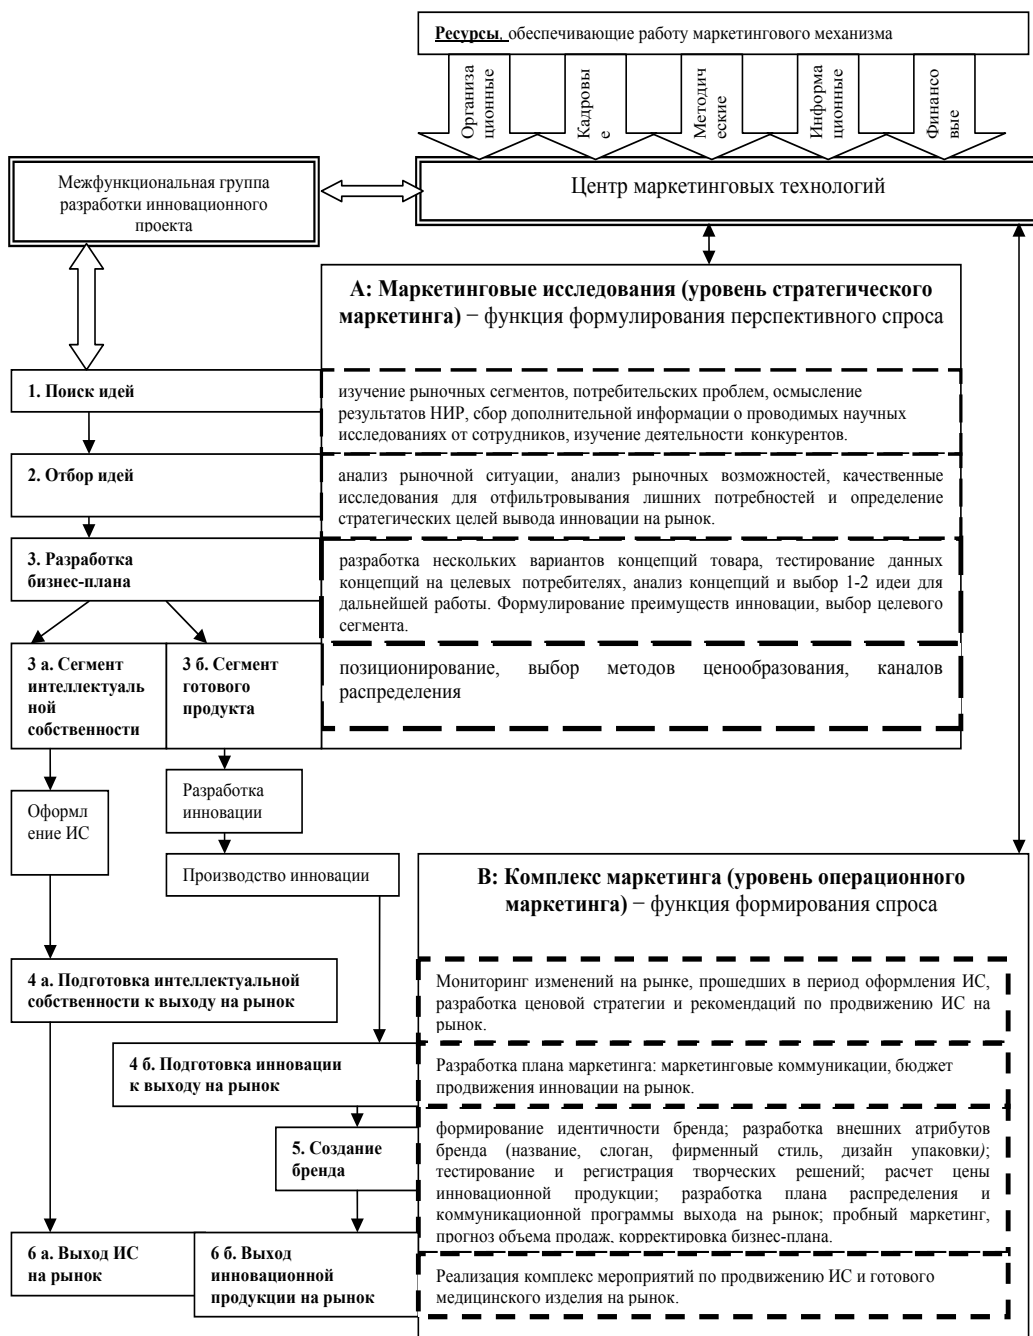 Ресурсы, обеспечивающие работу маркетингового механизма
Организа
ционные
Кадровы
е
Методич
еские
Информа
ционные
Финансо
вые
Межфункциональная группа
разработки инновационного
проекта
Центр маркетинговых технологий
А: Маркетинговые исследования (уровень стратегического
маркетинга) − функция формулирования перспективного спроса
1. Поиск идей
изучение рыночных сегментов, потребительских проблем, осмысление
результатов НИР, сбор дополнительной информации о проводимых научных
исследованиях от сотрудников, изучение деятельности конкурентов.
2. Отбор идей
анализ рыночной ситуации, анализ рыночных возможностей, качественные
исследования для отфильтровывания лишних потребностей и определение
стратегических целей вывода инновации на рынок.
3. Разработка
бизнес-плана
разработка нескольких вариантов концепций товара, тестирование данных
концепций на целевых потребителях, анализ концепций и выбор 1-2 идеи для
дальнейшей работы. Формулирование преимуществ инновации, выбор целевого
сегмента.
3 а. Сегмент
интеллектуаль
ной
собственности
3 б. Сегмент
готового
продукта
позиционирование, выбор методов ценообразования, каналов
распределения
Оформл
ение ИС
Разработка
инновации
Производство инновации
В: Комплекс маркетинга (уровень операционного
маркетинга) − функция формирования спроса
4 а. Подготовка интеллектуальной
собственности к выходу на рынок
Мониторинг изменений на рынке, прошедших в период оформления ИС,
разработка ценовой стратегии и рекомендаций по продвижению ИС на
рынок.
4 б. Подготовка инновации
к выходу на рынок
Разработка плана маркетинга: маркетинговые коммуникации, бюджет
продвижения инновации на рынок.
5. Создание
бренда
формирование идентичности бренда; разработка внешних атрибутов
бренда (название, слоган, фирменный стиль, дизайн упаковки);
тестирование и регистрация творческих решений; расчет цены
инновационной продукции; разработка плана распределения и
коммуникационной программы выхода на рынок; пробный маркетинг,
прогноз объема продаж, корректировка бизнес-плана.
6 а. Выход ИС
на рынок
6 б. Выход
инновационной
продукции на рынок
Реализация комплекс мероприятий по продвижению ИС и готового
медицинского изделия на рынок.